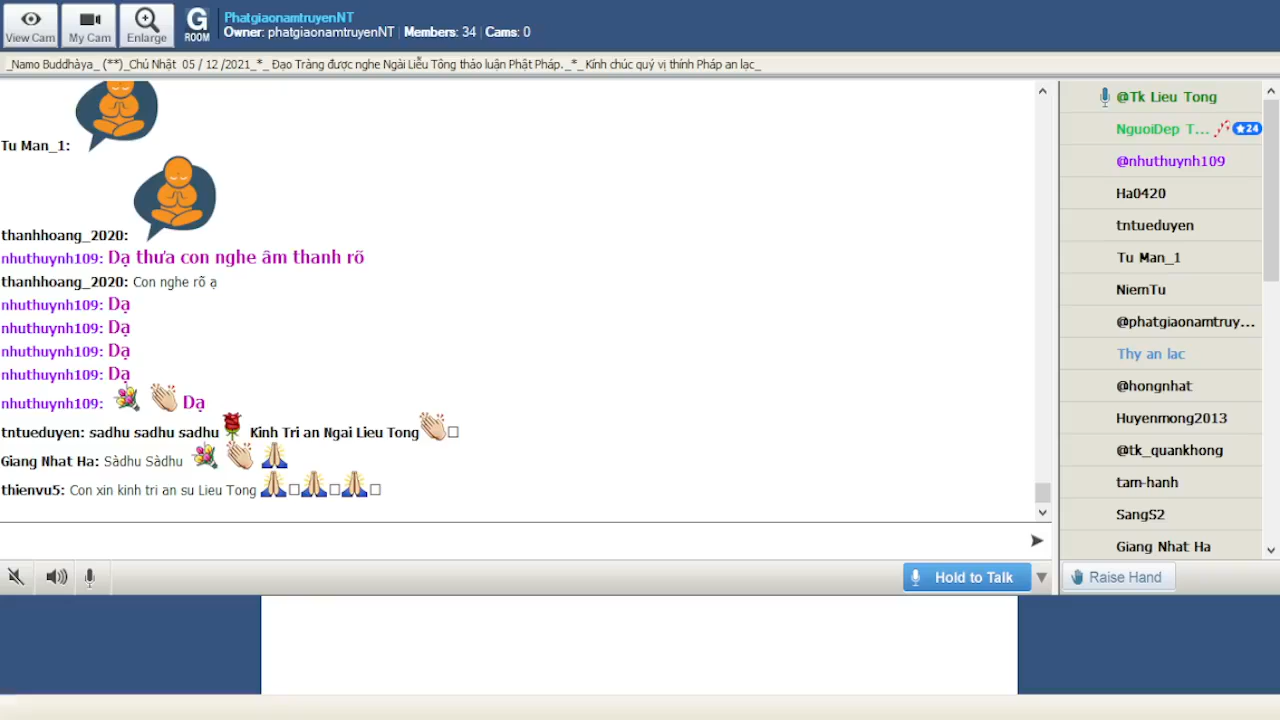 View Cam
My Cam
Enlarge
G
ROOM
PhatgiaonamtruyenNT
Owner: phatgiaonamtruyenNT | Members: 34 | Cams: 0
_Namo Buddhàya_ (**)_Chủ Nhật 05 / 12 /2021_*_ Đạo Tràng được nghe Ngài Liễu Tông thảo luận Phật Pháp._*_ Kính chúc quý vị thính Pháp an lạc_
Tu Man_1:
thanhhoang_2020:
nhuthuynh109: Dạ thưa con nghe âm thanh rõ
thanhhoang_2020: Con nghe rõ ạ
nhuthuynh109: Dạ
nhuthuynh109: Dạ
nhuthuynh109: Dạ
nhuthuynh109: Dạ
nhuthuynh109: Dạ
tntueduyen: sadhu sadhu sadhu Kinh Tri an Ngai Lieu Tong
Giang Nhat Ha: Sàdhu Sàdhu
thienvu5: Con xin kinh tri an su Lieu Tong
@Tk Lieu Tong
NguoiDep T... 24
@nhuthuynh109
Ha0420
tntueduyen
Tu Man_1
NiemTu
@phatgiaonamtruy...
Thy an lac
@hongnhat
Huyenmong2013
@tk_quankhong
tam-hanh
SangS2
Giang Nhat Ha
Hold to Talk
Raise Hand